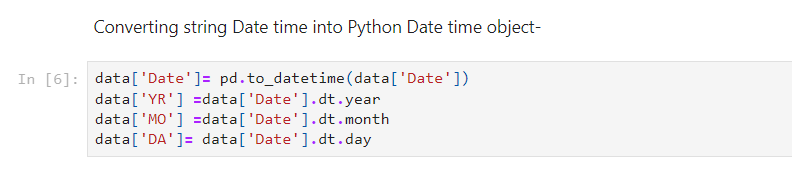 Converting string Date time into Python Date time object-
In [6]: data['Date']= pd.to_datetime(data['Date'])
data['YR'] =data['Date'].dt.year
data['MO'] =data['Date'].dt.month
data['DA']= data['Date'].dt.day